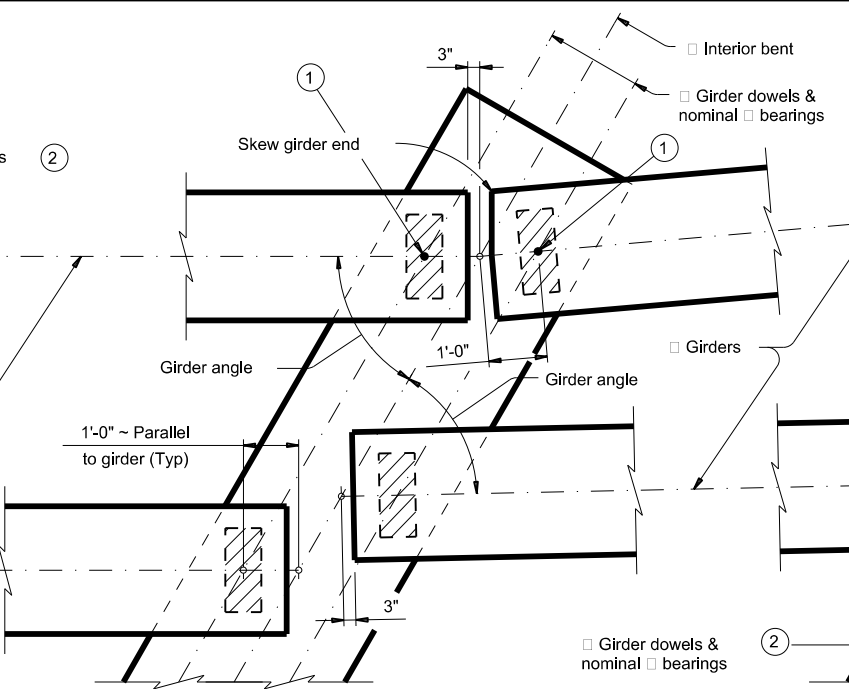 3"
□ Interior bent
1
□ Girder dowels &
nominal □ bearings
Skew girder end
1
s
2
1'-0"
□ Girders
Girder angle
Girder angle
1'-0" ~ Parallel
to girder (Typ)
3"
□ Girder dowels &
nominal □ bearings
2